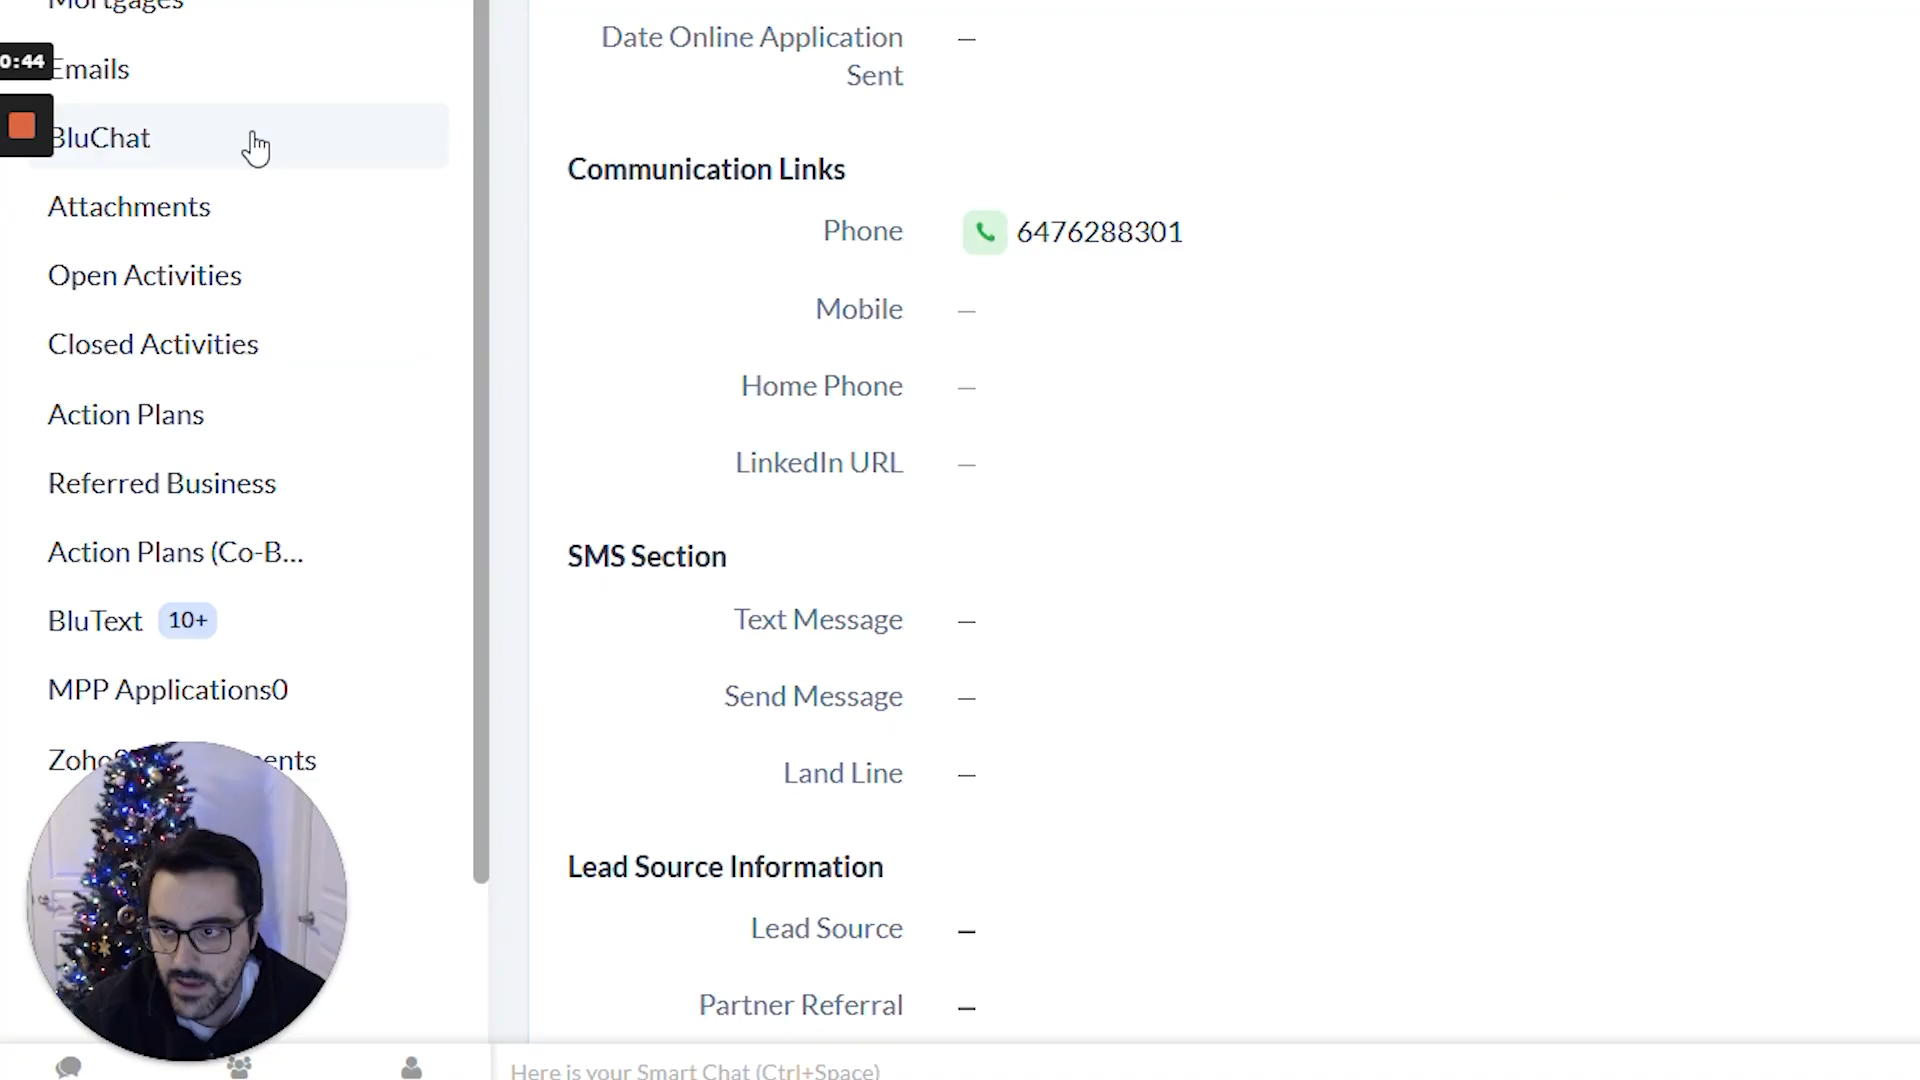 Mortgages
0:44
Emails
BluChat
Attachments
Open Activities
Closed Activities
Action Plans
Referred Business
Action Plans (Co-B...
BluText 10+
MPP Applications0
Date Online Application
Sent
—
Communication Links
Phone 6476288301
Mobile —
Home Phone —
LinkedIn URL —
SMS Section
Text Message —
Send Message —
Land Line —
Lead Source Information
Lead Source —
Partner Referral —
Here is your Smart Chat (Ctrl+Space)